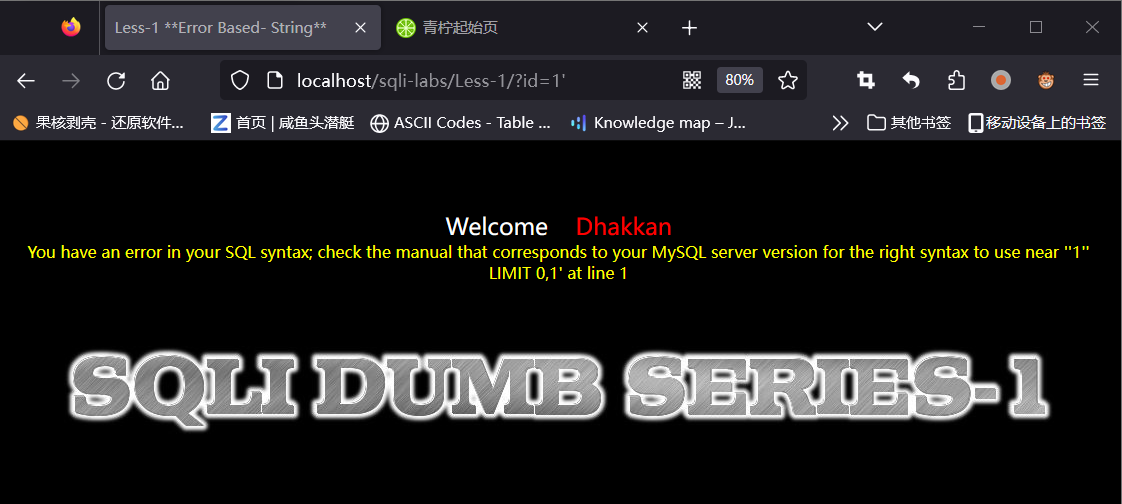 Less-1 **Error Based- String**
青柠起始页
localhost/sqli-labs/Less-1/?id=1'
80%
果核剥壳 - 还原软件...
首页 | 咸鱼头潜艇
ASCII Codes - Table ...
Knowledge map – J...
其他书签
移动设备上的书签
Welcome Dhakkan
You have an error in your SQL syntax; check the manual that corresponds to your MySQL server version for the right syntax to use near ''1''
LIMIT 0,1' at line 1
SQLI DUMB SERIES-1